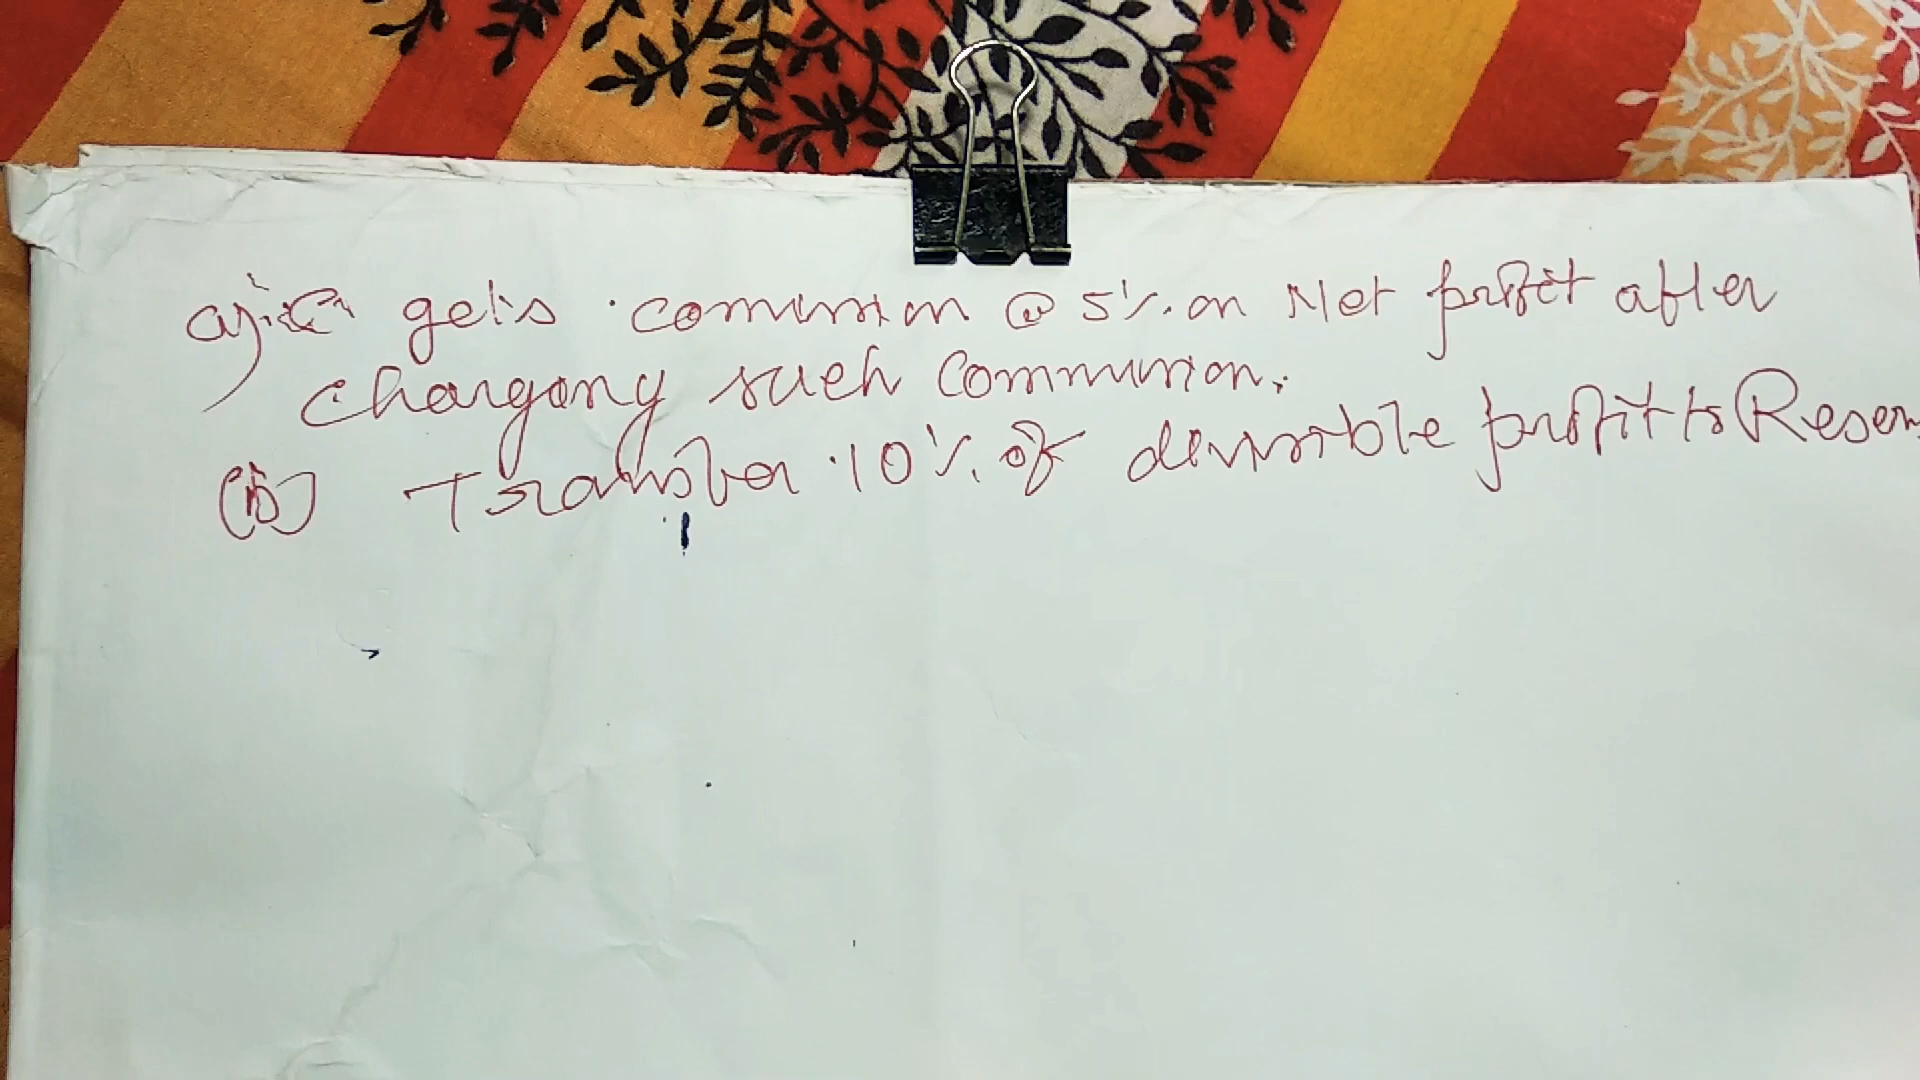 gets commission @ 5% on Net profit after
charging such commission.
(b) Transfer 10% of divisible profit to Reser